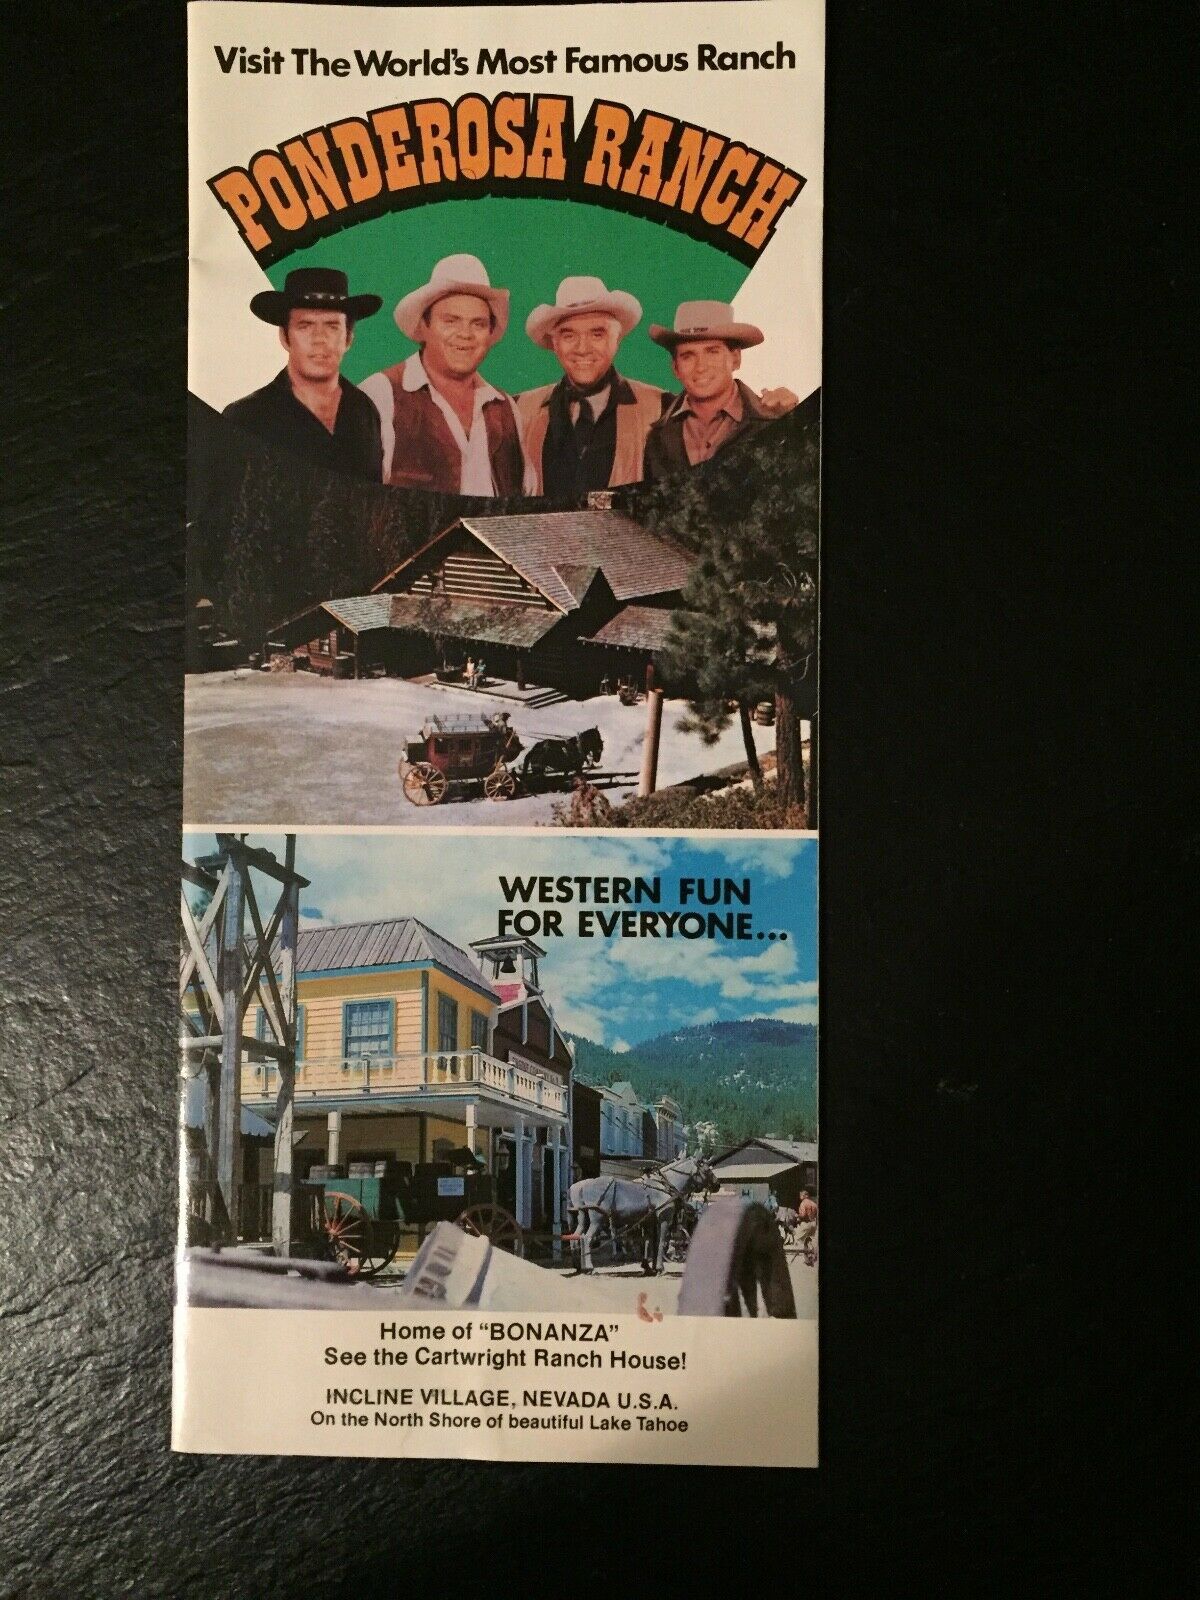 Visit The World's Most Famous Ranch
PONDEROSA RANCH
WESTERN FUN
FOR EVERYONE...
Home of "BONANZA"
See the Cartwright Ranch House!
INCLINE VILLAGE, NEVADA U.S.A.
On the North Shore of beautiful Lake Tahoe